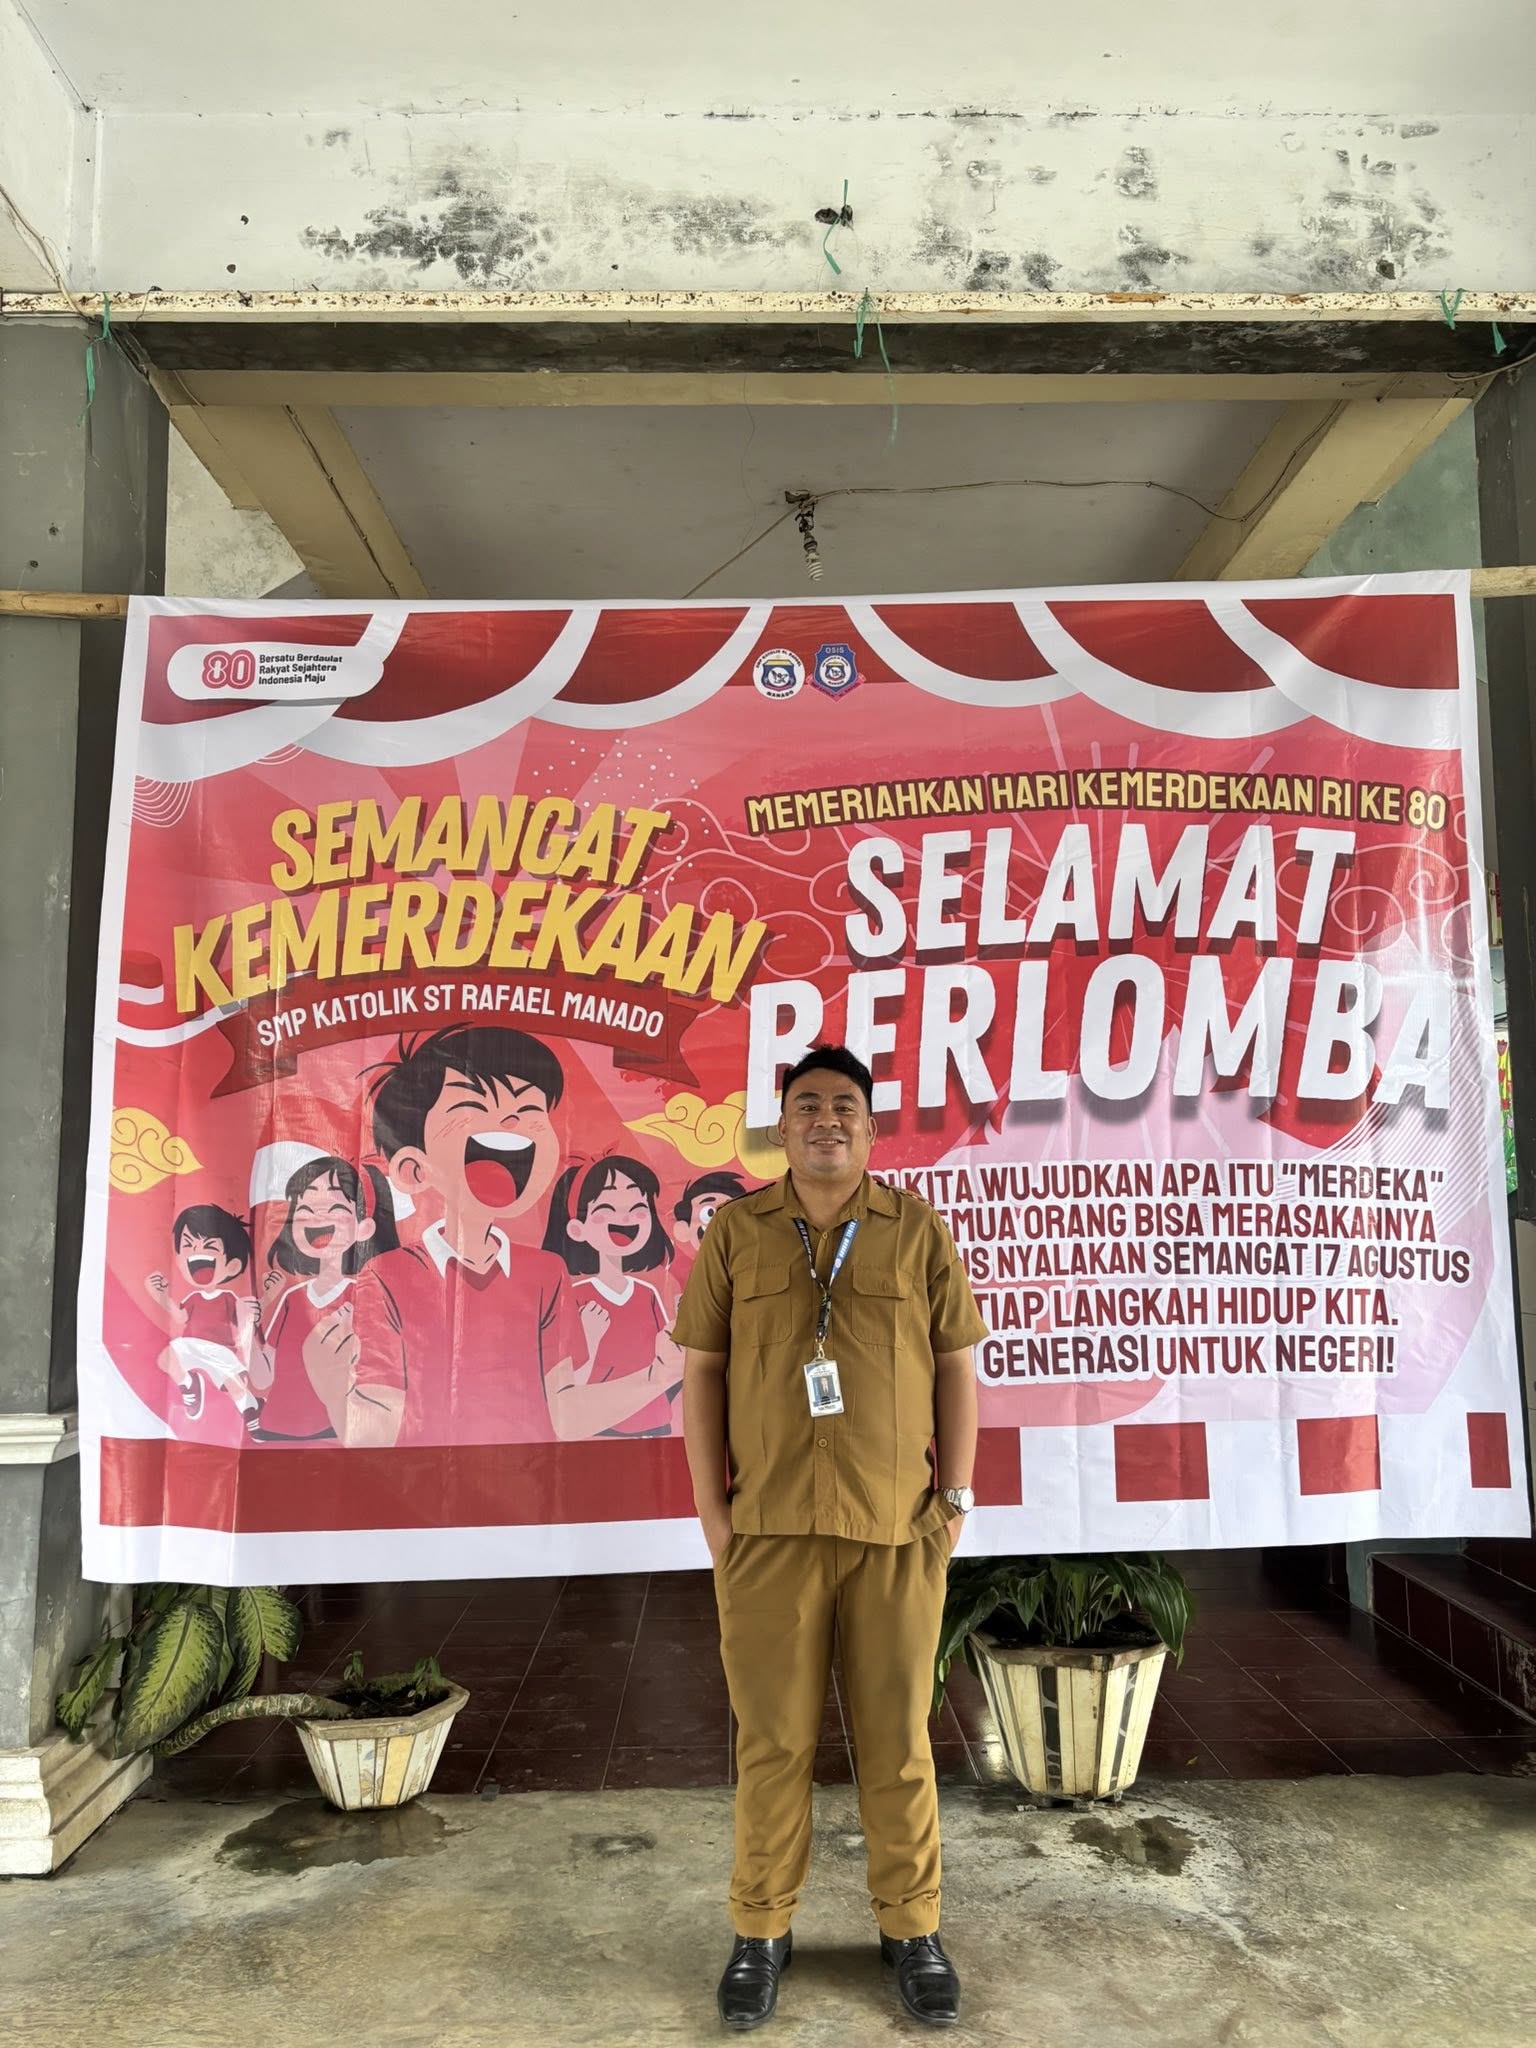 80
Bersatu Berdaulat
Rakyat Sejahtera
Indonesia Maju
MANADO
OSIS
SEMANGAT
KEMERDEKAAN
SMP KATOLIK ST RAFAEL MANADO
MEMERIAHKAN HARI KEMERDEKAAN RI KE 80
SELAMAT
BERLOMBA
KITA WUJUDKAN APA ITU "MERDEKA"
ORANG BISA MERASAKANNYA
NYALAKAN SEMANGAT 17 AGUSTUS
TIAP LANGKAH HIDUP KITA.
GENERASI UNTUK NEGERI!